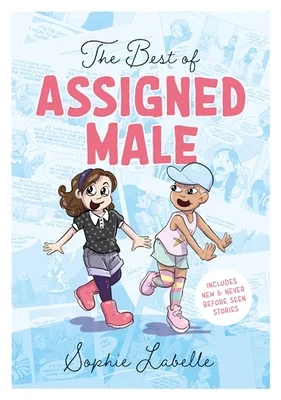 The Best of
ASSIGNED
MALE
INCLUDES
NEW & NEVER
BEFORE SEEN
STORIES
Sophie Labelle